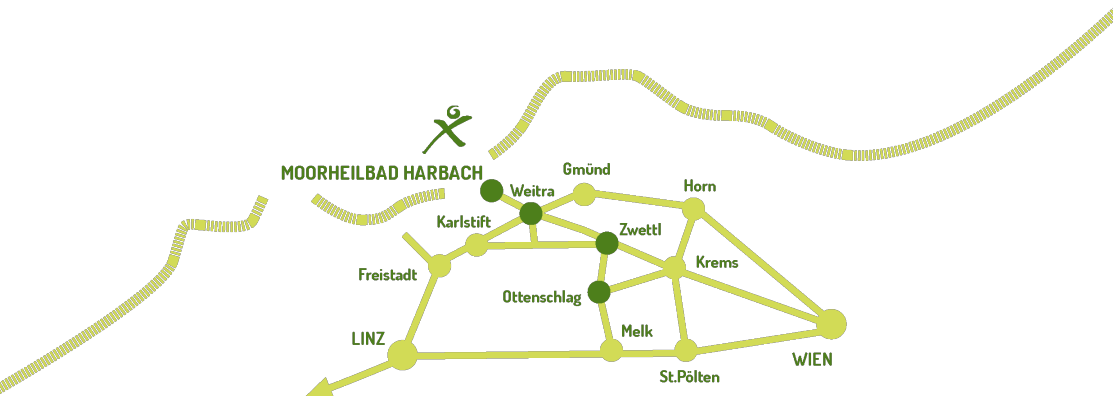 Gmünd
MOORHEILBAD HARBACH
Weitra
Horn
Karlstift
Zwettl
Krems
Freistadt
Ottenschlag
Melk
LINZ
WIEN
St.Pölten